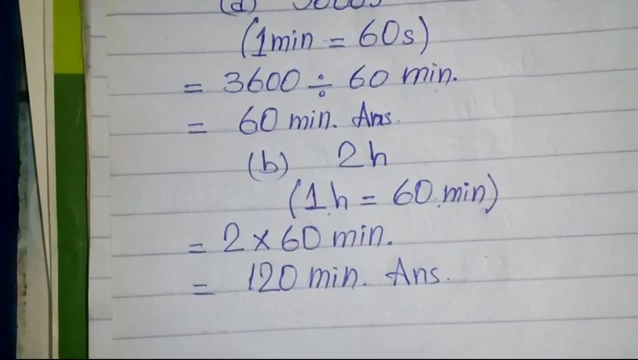 (1min = 60s)
= 3600 ÷ 60 min.
= 60 min. Ans.
(b) 2h
(1h = 60 min)
= 2 × 60 min.
= 120 min. Ans.